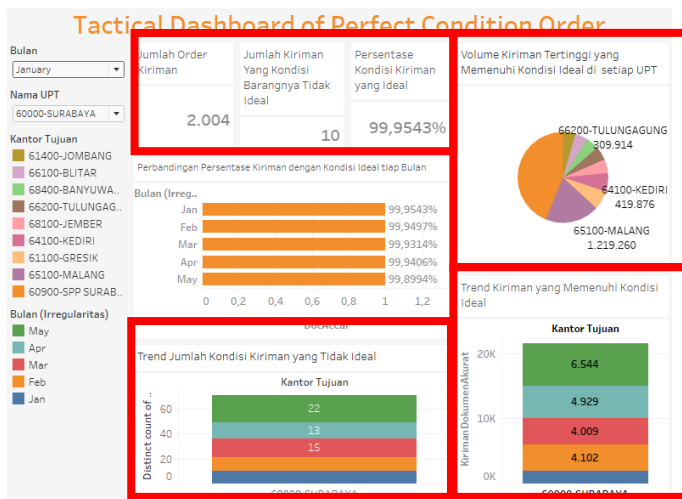 Tactical Dashboard of Perfect Condition Order
Bulan
January
Nama UPT
60000-SURABAYA
Kantor Tujuan
61400-JOMBANG
66100-BLITAR
68400-BANYUWA..
66200-TULUNGAG..
68100-JEMBER
64100-KEDIRI
61100-GRESIK
65100-MALANG
60900-SPP SURAB..
Bulan (Irregularitas)
May
Apr
Mar
Feb
Jan
Jumlah Order
Kiriman
2.004
Jumlah Kiriman
Yang Kondisi
Barangnya Tidak
Ideal
10
Persentase
Kondisi Kiriman
yang Ideal
99,9543%
Perbandingan Persentase Kiriman dengan Kondisi Ideal tiap Bulan
Bulan (Irreg..
Jan 99,9543%
Feb 99,9497%
Mar 99,9314%
Apr 99,9406%
May 99,8994%
0 0,2 0,4 0,6 0,8 1 1,2
DocAccar
Trend Jumlah Kondisi Kiriman yang Tidak Ideal
Kantor Tujuan
Distinct count of ..
60
40
20
0
22
13
15
60000-SURABAYA
Volume Kiriman Tertinggi yang
Memenuhi Kondisi Ideal di setiap UPT
66200-TULUNGAGUNG
309.914
64100-KEDIRI
419.876
65100-MALANG
1.219.260
Trend Kiriman yang Memenuhi Kondisi
Ideal
Kantor Tujuan
KirimanDokumenAkurat
20K
10K
0K
6.544
4.929
4.009
4.102
60000-SURABAYA